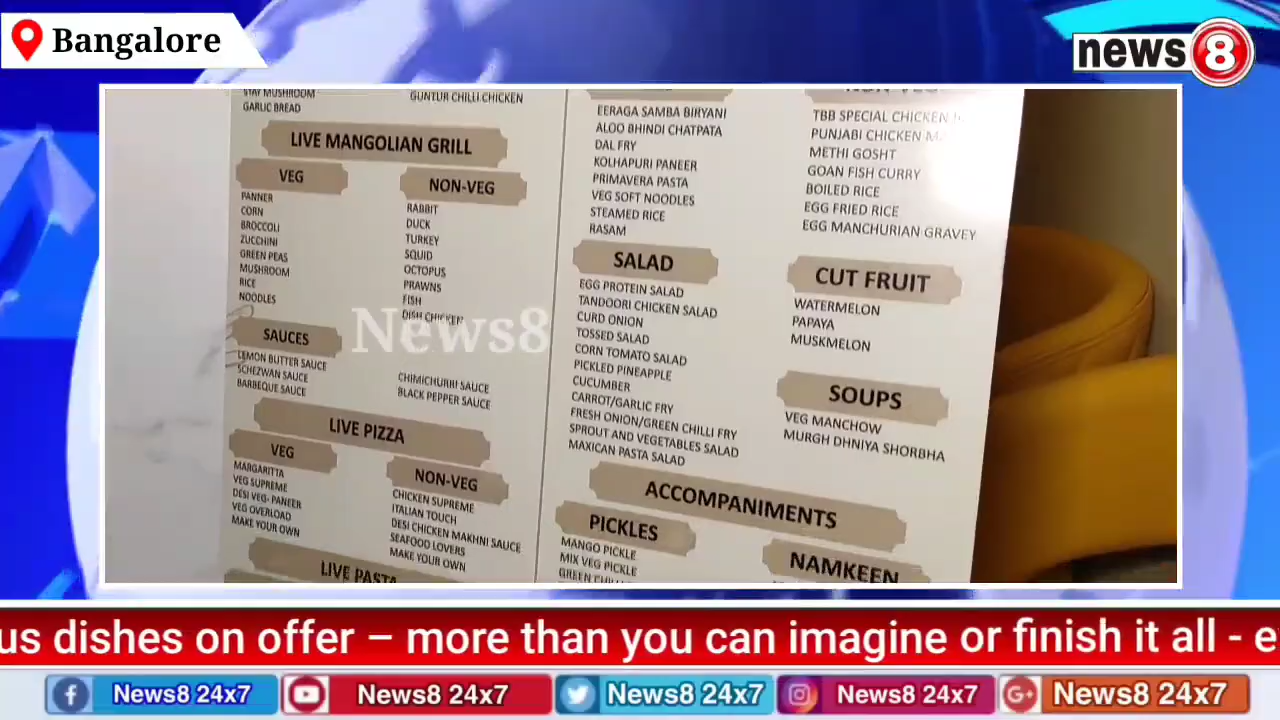 Bangalore
news 8
STAY MUSHROOM
GARLIC BREAD
GUNTUR CHILLI CHICKEN
LIVE MANGOLIAN GRILL
VEG
PANNER
CORN
BROCCOLI
ZUCCHINI
GREEN PEAS
MUSHROOM
RICE
NOODLES
NON-VEG
RABBIT
DUCK
TURKEY
SQUID
OCTOPUS
PRAWNS
FISH
DISH CHICKEN
SAUCES
LEMON BUTTER SAUCE
SCHEZWAN SAUCE
BARBEQUE SAUCE
CHIMICHURRI SAUCE
BLACK PEPPER SAUCE
LIVE PIZZA
VEG
MARGARITTA
VEG SUPREME
DESI VEG- PANEER
VEG OVERLOAD
MAKE YOUR OWN
NON-VEG
CHICKEN SUPREME
ITALIAN TOUCH
DESI CHICKEN MAKHNI SAUCE
SEAFOOD LOVERS
MAKE YOUR OWN
LIVE PASTA
EERAGA SAMBA BIRYANI
ALOO BHINDI CHATPATA
DAL FRY
KOLHAPURI PANEER
PRIMAVERA PASTA
VEG SOFT NOODLES
STEAMED RICE
RASAM
NON-VEG
TBB SPECIAL CHICKEN
PUNJABI CHICKEN
METHI GOSHT
GOAN FISH CURRY
BOILED RICE
EGG FRIED RICE
EGG MANCHURIAN GRAVEY
SALAD
EGG PROTEIN SALAD
TANDOORI CHICKEN SALAD
CURD ONION
TOSSED SALAD
CORN TOMATO SALAD
PICKLED PINEAPPLE
CUCUMBER
CARROT/GARLIC FRY
FRESH ONION/GREEN CHILLI FRY
SPROUT AND VEGETABLES SALAD
MAXICAN PASTA SALAD
CUT FRUIT
WATERMELON
PAPAYA
MUSKMELON
SOUPS
VEG MANCHOW
MURGH DHNIYA SHORBHA
ACCOMPANIMENTS
PICKLES
MANGO PICKLE
MIX VEG PICKLE
GREEN
NAMKEEN
News8
us dishes on offer – more than you can imagine or finish it all - e
News8 24x7
News8 24x7
News8 24x7
News8 24x7
News8 24x7